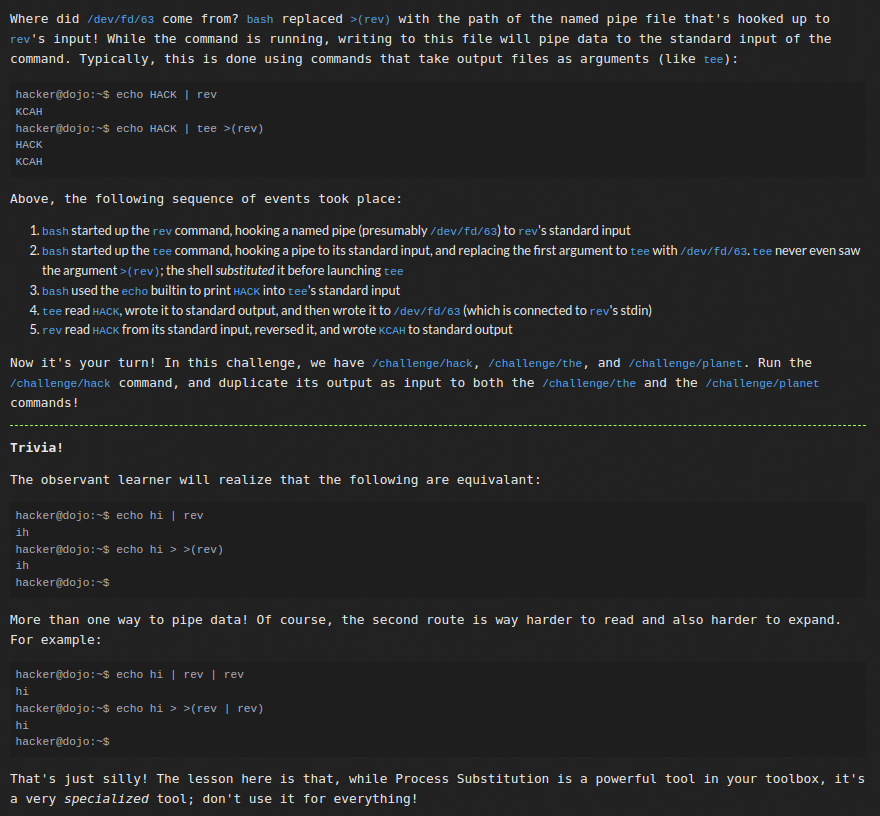 Where did /dev/fd/63 come from? bash replaced >(rev) with the path of the named pipe file that's hooked up to
rev's input! While the command is running, writing to this file will pipe data to the standard input of the
command. Typically, this is done using commands that take output files as arguments (like tee):
hacker@dojo:~$ echo HACK | rev
KCAH
hacker@dojo:~$ echo HACK | tee >(rev)
HACK
KCAH
Above, the following sequence of events took place:
1. bash started up the rev command, hooking a named pipe (presumably /dev/fd/63) to rev's standard input
2. bash started up the tee command, hooking a pipe to its standard input, and replacing the first argument to tee with /dev/fd/63. tee never even saw
the argument >(rev); the shell substituted it before launching tee
3. bash used the echo builtin to print HACK into tee's standard input
4. tee read HACK, wrote it to standard output, and then wrote it to /dev/fd/63 (which is connected to rev's stdin)
5. rev read HACK from its standard input, reversed it, and wrote KCAH to standard output
Now it's your turn! In this challenge, we have /challenge/hack, /challenge/the, and /challenge/planet. Run the
/challenge/hack command, and duplicate its output as input to both the /challenge/the and the /challenge/planet
commands!
Trivia!
The observant learner will realize that the following are equivalant:
hacker@dojo:~$ echo hi | rev
ih
hacker@dojo:~$ echo hi > >(rev)
ih
hacker@dojo:~$
More than one way to pipe data! Of course, the second route is way harder to read and also harder to expand.
For example:
hacker@dojo:~$ echo hi | rev | rev
hi
hacker@dojo:~$ echo hi > >(rev | rev)
hi
hacker@dojo:~$
That's just silly! The lesson here is that, while Process Substitution is a powerful tool in your toolbox, it's
a very specialized tool; don't use it for everything!